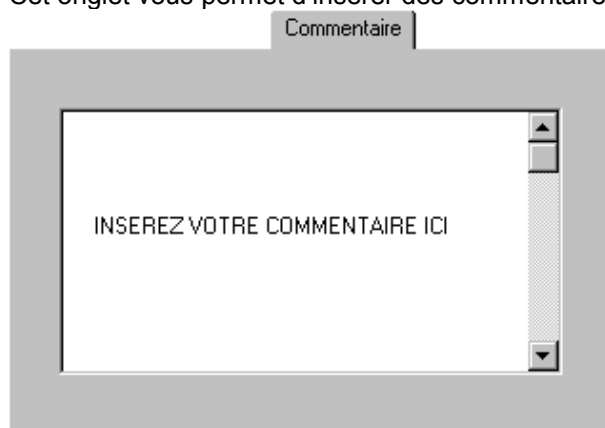 Cet onglet vous permet d'insérer des commentaire
Commentaire
INSEREZ VOTRE COMMENTAIRE ICI